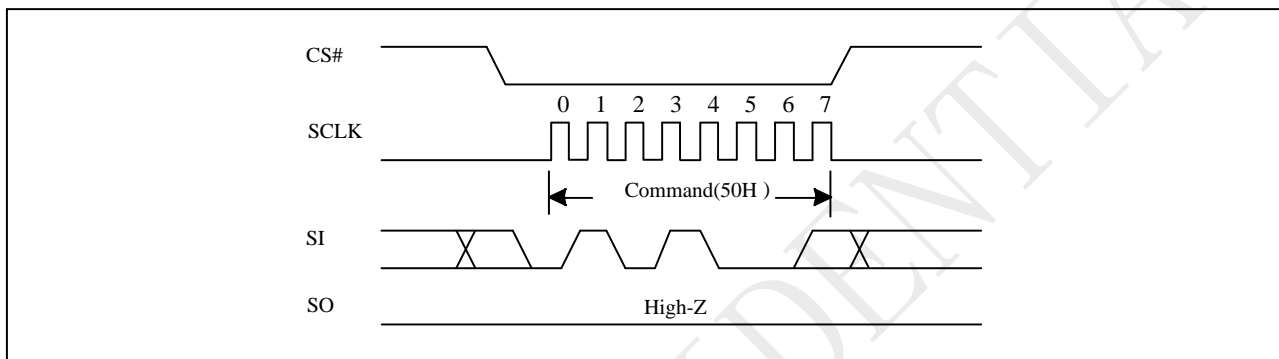 CS#
0 1 2 3 4 5 6 7
SCLK
Command(50H )
SI
SO
High-Z